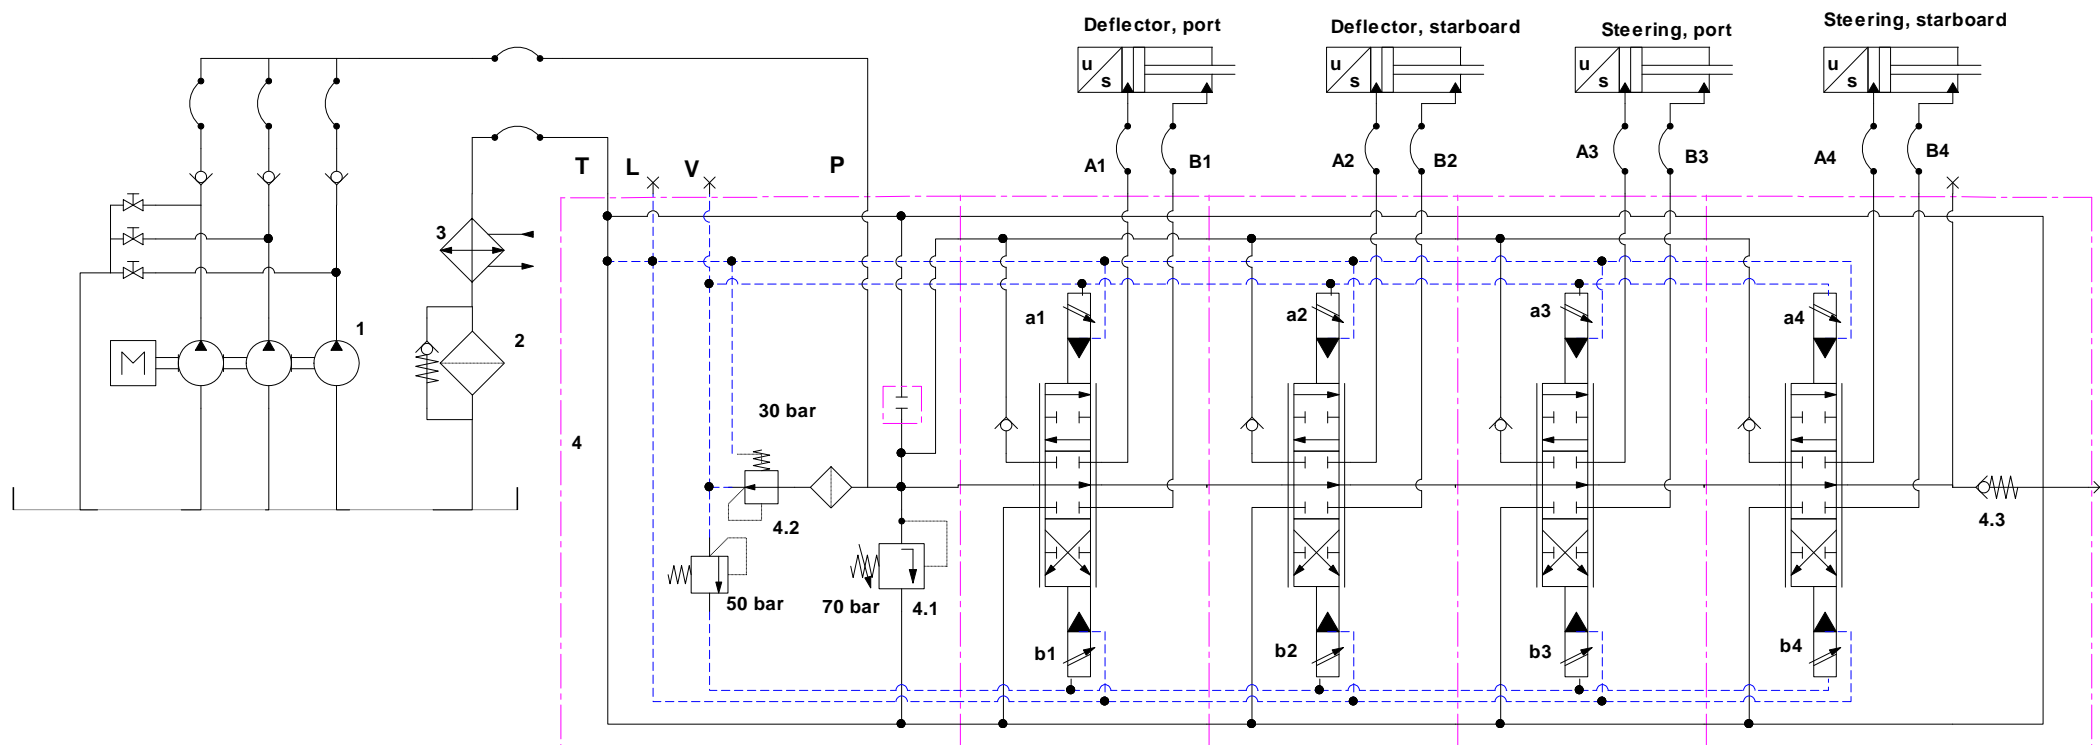 Deflector, port
Deflector, starboard
Steering, port
Steering, starboard
u
s
u
s
u
s
u
s
T
L
V
P
A1
B1
A2
B2
A3
B3
A4
B4
3
1
2
M
4
30 bar
4.2
50 bar
70 bar
4.1
4.3
a1
a2
a3
a4
b1
b2
b3
b4